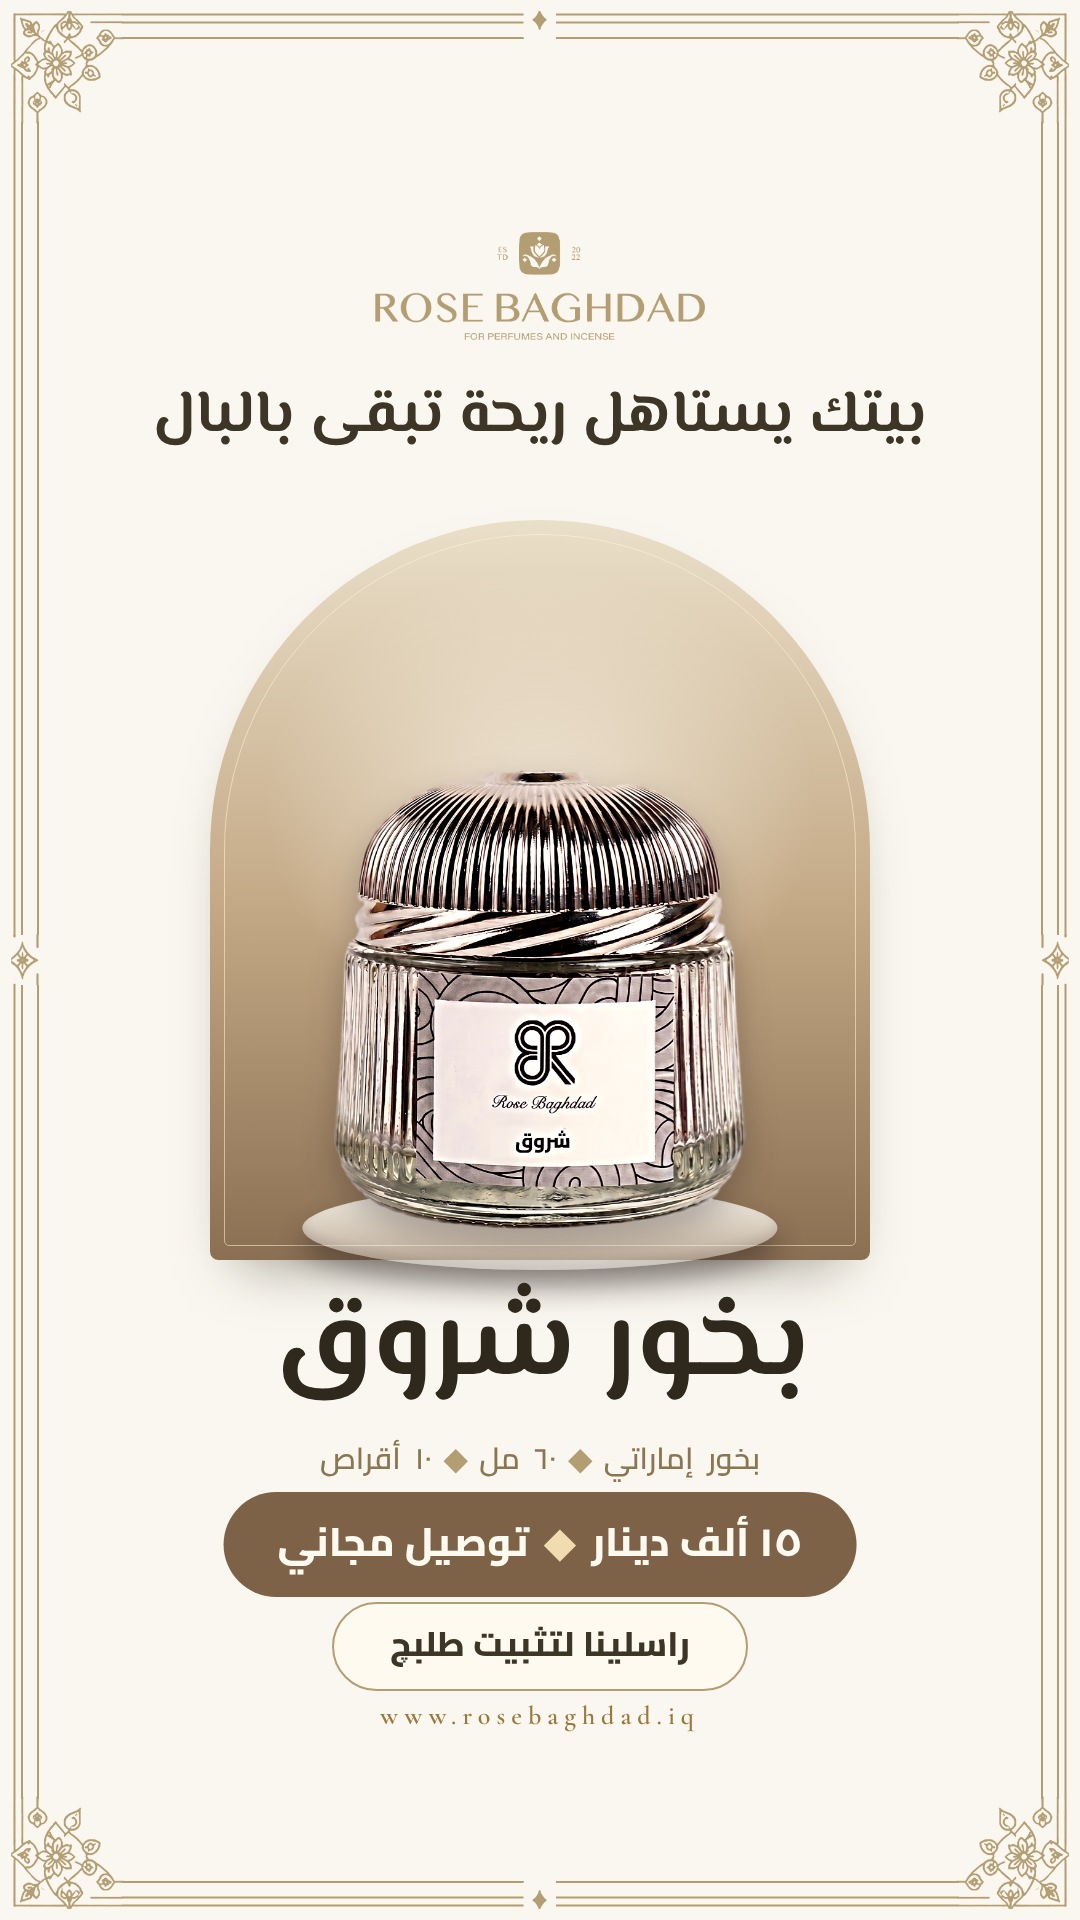 ES
TD
20
22
ROSE BAGHDAD
FOR PERFUMES AND INCENSE
بيتك يستاهل ريحة تبقى بالبال
Rose Baghdad
شروق
بخور شروق
بخور إماراتي ◆ ٦٠ مل ◆ ١٠ أقراص
١٥ ألف دينار ◆ توصيل مجاني
راسلينا لتثبيت طلبج
www.rosebaghdad.iq